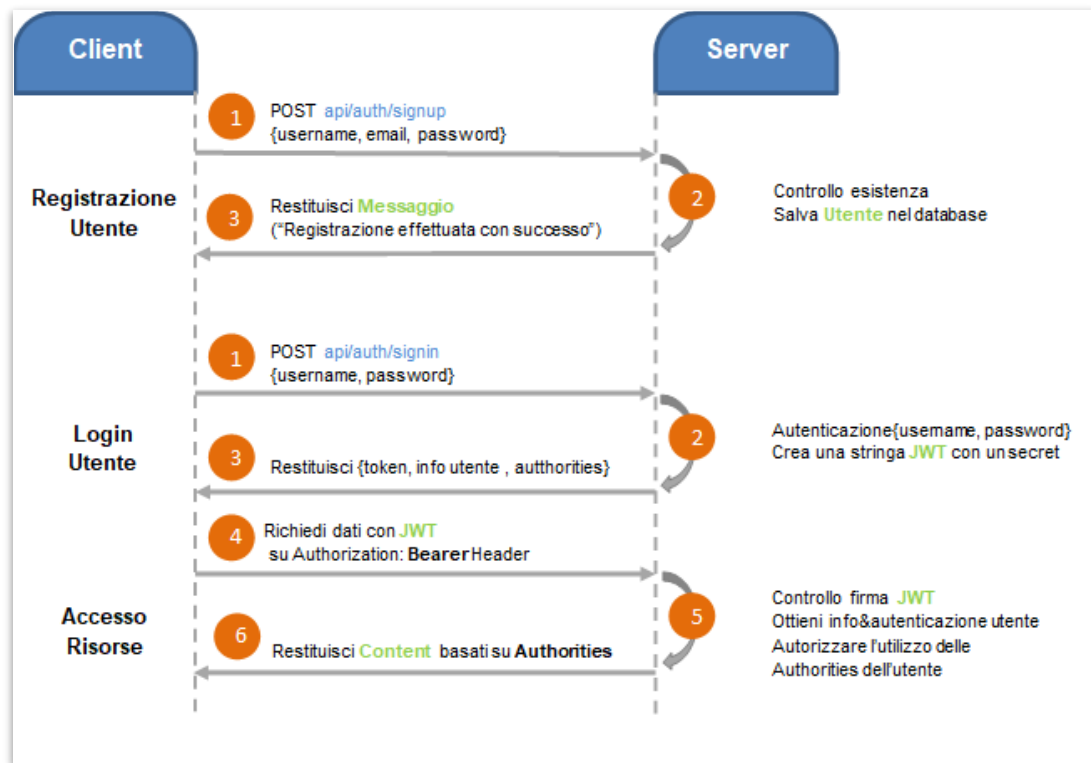 Client
Server
1
POST api/auth/signup
{username, email, password}
Registrazione
Utente
2
Controllo esistenza
Salva Utente nel database
3
Restituisci Messaggio
("Registrazione effettuata con successo")
1
POST api/auth/signin
{username, password}
Login
Utente
2
Autenticazione{username, password}
Crea una stringa JWT con un secret
3
Restituisci {token, info utente , autthorities}
4
Richiedi dati con JWT
su Authorization: Bearer Header
Accesso
Risorse
5
Controllo firma JWT
Ottieni info&autenticazione utente
Autorizzare l'utilizzo delle
Authorities dell'utente
6
Restituisci Content basati su Authorities